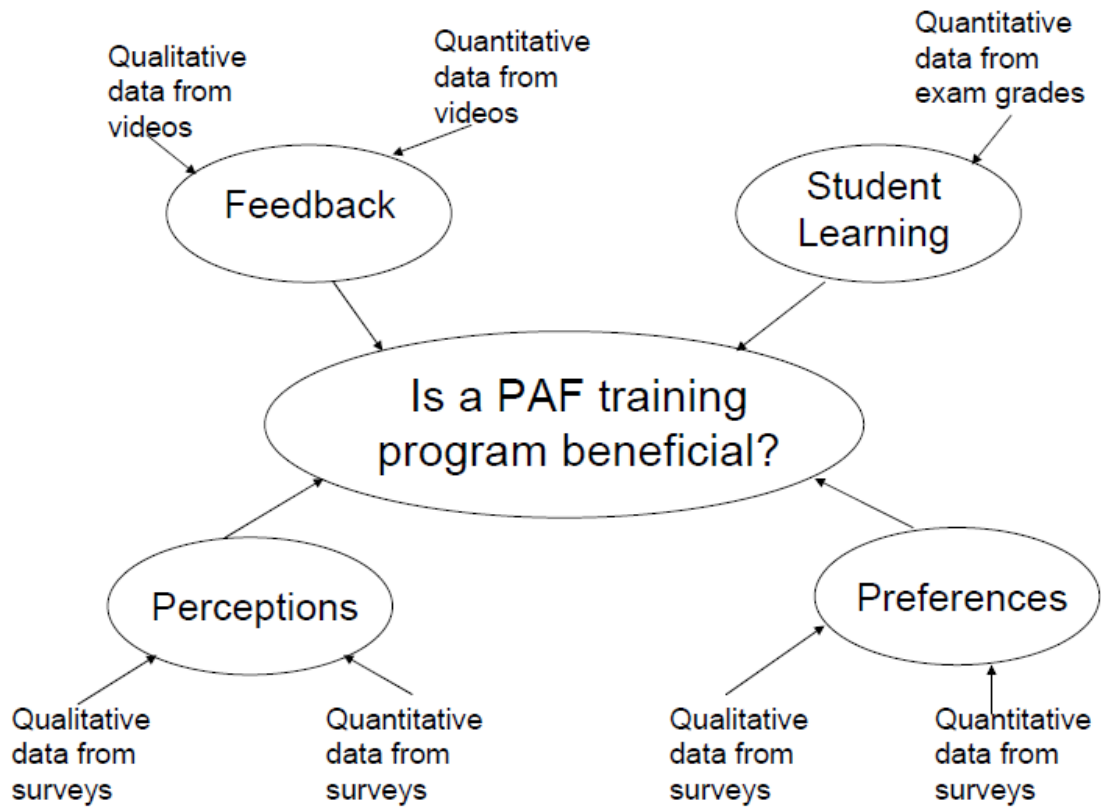 Qualitative
data from
videos
Quantitative
data from
videos
Quantitative
data from
exam grades
Feedback
Student
Learning
Is a PAF training
program beneficial?
Perceptions
Preferences
Qualitative
data from
surveys
Quantitative
data from
surveys
Qualitative
data from
surveys
Quantitative
data from
surveys